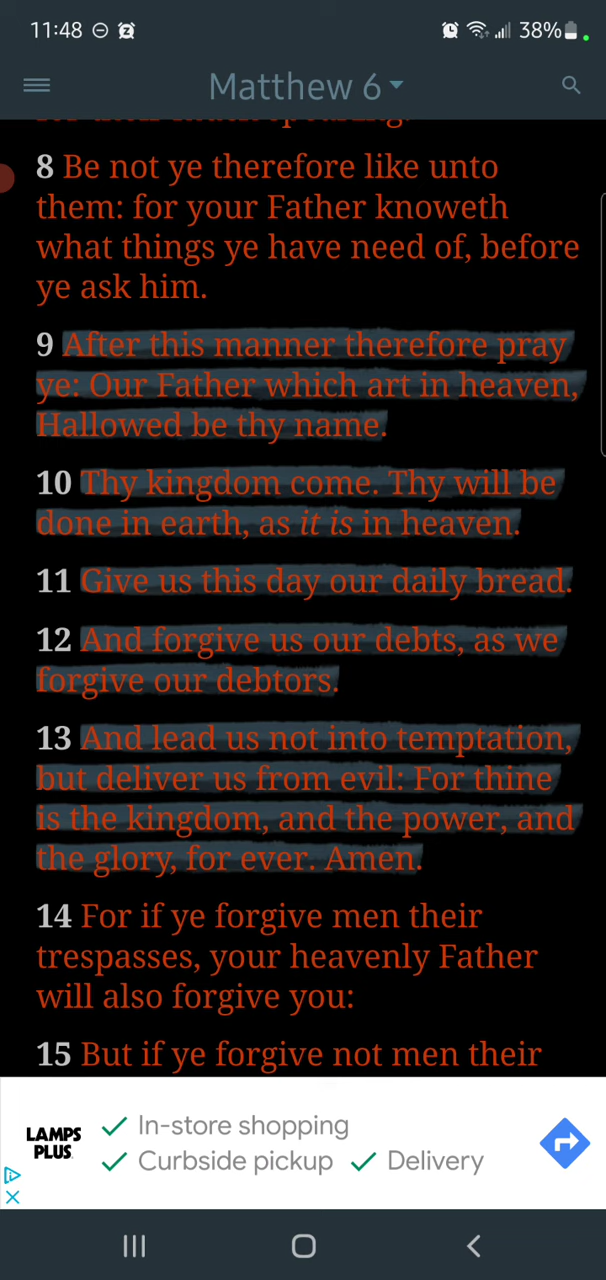 11:48
38%
Matthew 6
for their much speaking.
8 Be not ye therefore like unto
them: for your Father knoweth
what things ye have need of, before
ye ask him.
9 After this manner therefore pray
ye: Our Father which art in heaven,
Hallowed be thy name.
10 Thy kingdom come. Thy will be
done in earth, as it is in heaven.
11 Give us this day our daily bread.
12 And forgive us our debts, as we
forgive our debtors.
13 And lead us not into temptation,
but deliver us from evil: For thine
is the kingdom, and the power, and
the glory, for ever. Amen.
14 For if ye forgive men their
trespasses, your heavenly Father
will also forgive you:
15 But if ye forgive not men their
LAMPS
PLUS
In-store shopping
Curbside pickup Delivery